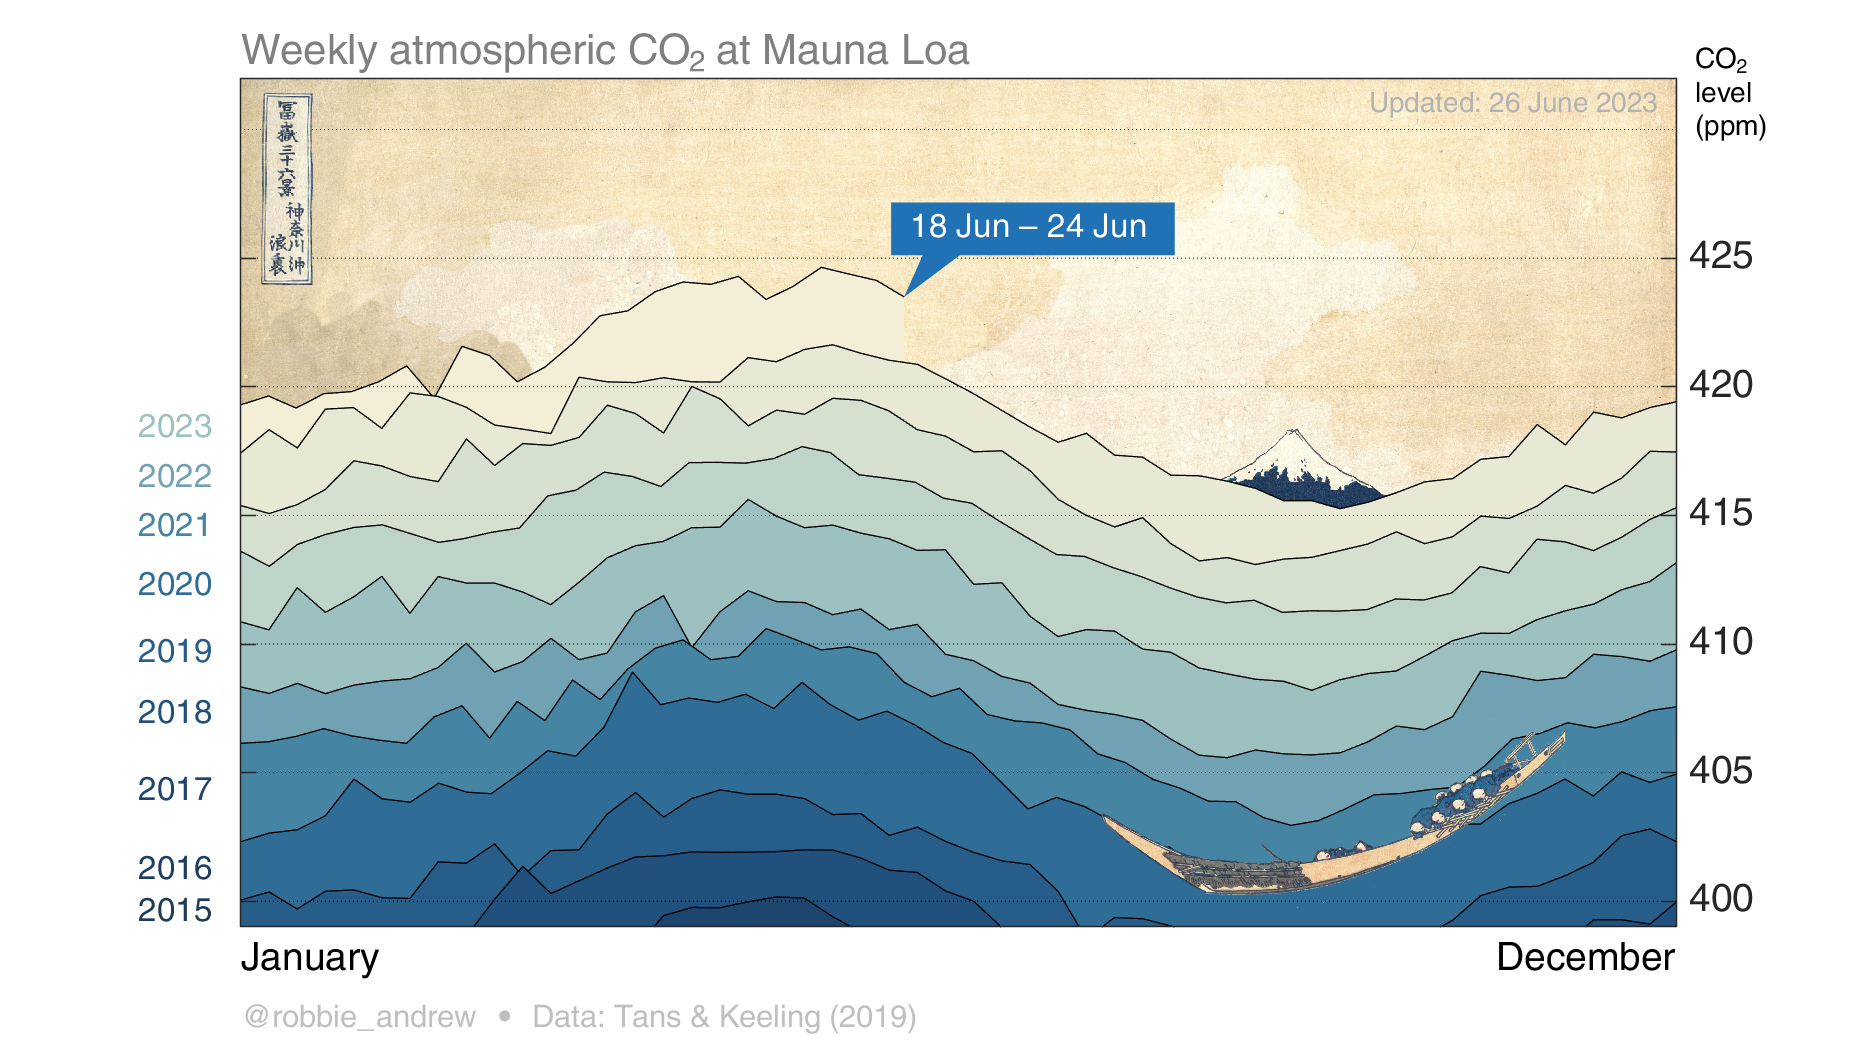 Weekly atmospheric CO₂ at Mauna Loa
CO₂
level
(ppm)
Updated: 26 June 2023
冨嶽三十六景
神奈川沖
浪裏
18 Jun – 24 Jun
425
420
415
410
405
400
2023
2022
2021
2020
2019
2018
2017
2016
2015
January
December
@robbie_andrew • Data: Tans & Keeling (2019)